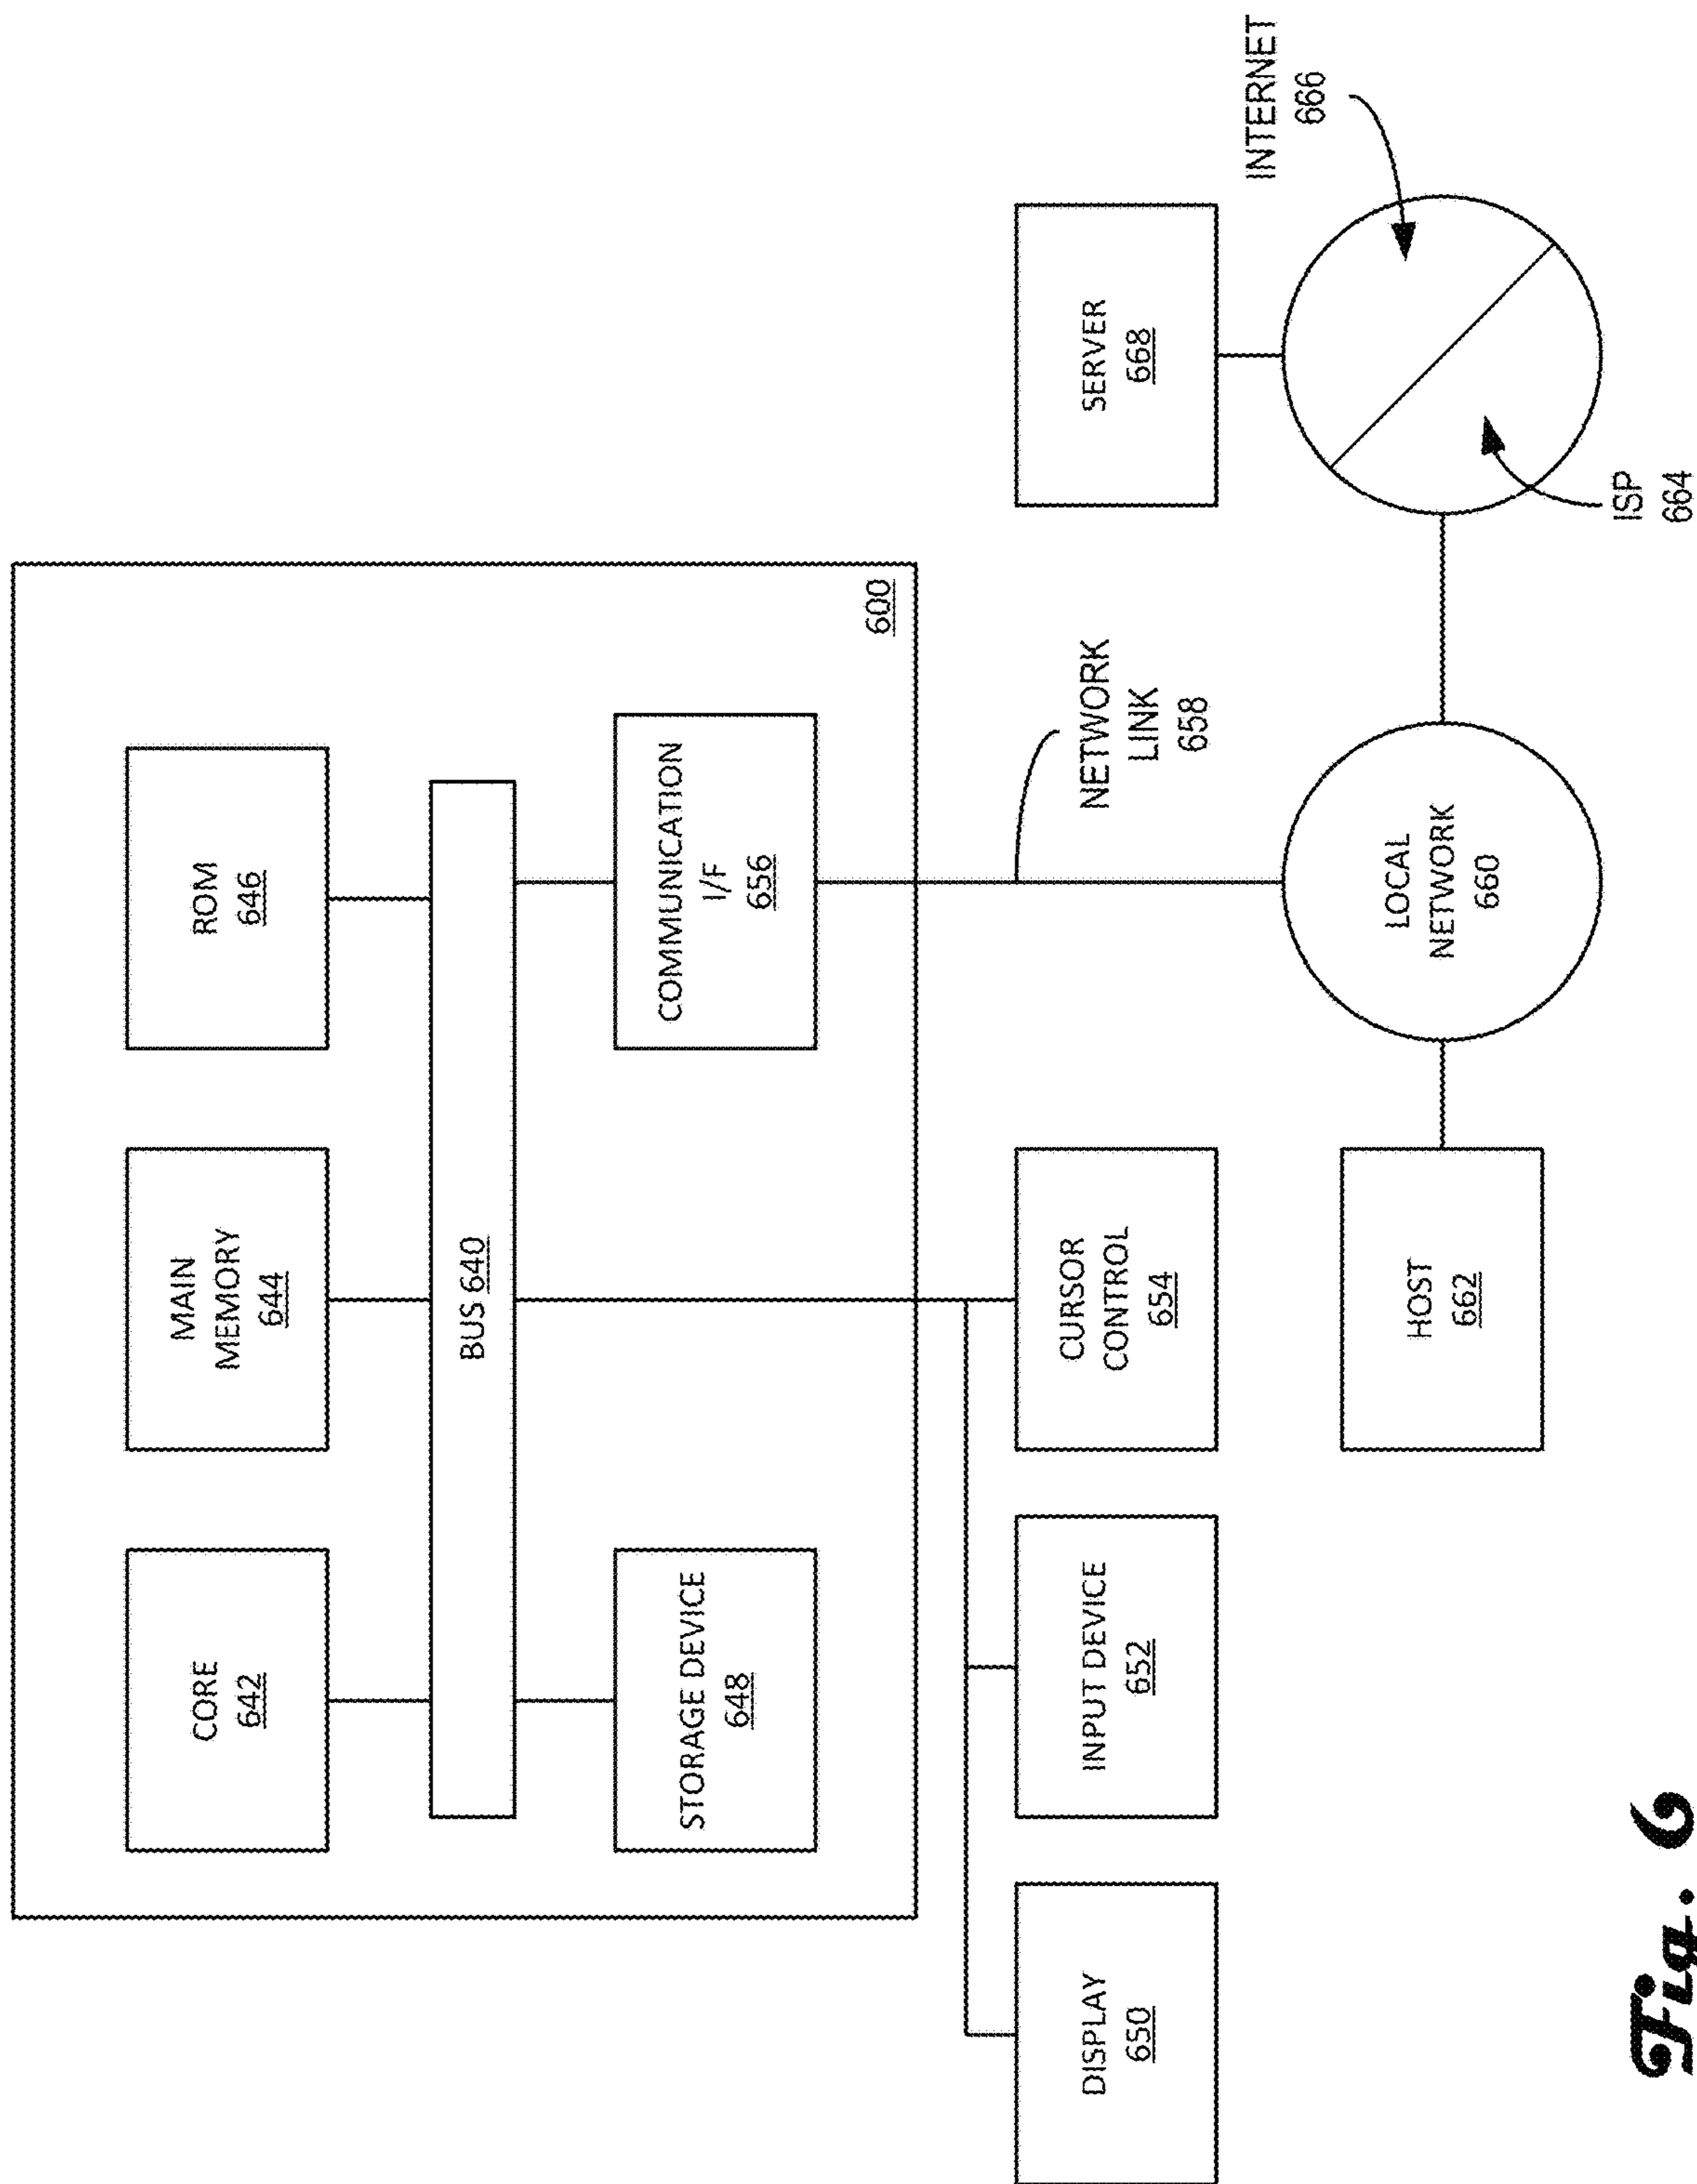 CORE
642
MAIN
MEMORY
644
ROM
646
BUS 640
STORAGE DEVICE
648
COMMUNICATION
I/F
656
600
DISPLAY
650
INPUT DEVICE
652
CURSOR
CONTROL
654
NETWORK
LINK
658
SERVER
668
INTERNET
666
HOST
662
LOCAL
NETWORK
660
ISP
664
Fig. 6